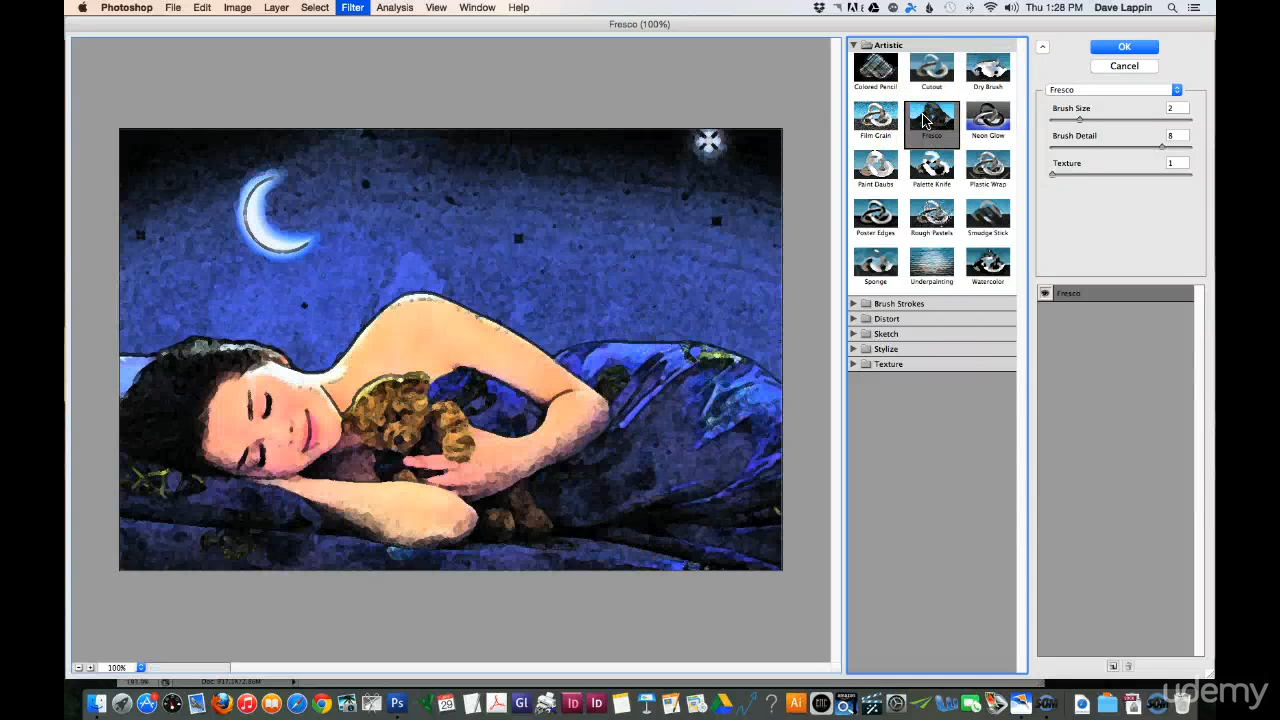 Photoshop File Edit Image Layer Select Filter Analysis View Window Help
Thu 1:28 PM Dave Lappin
Fresco (100%)
Artistic
Colored Pencil Cutout Dry Brush
Film Grain Fresco Neon Glow
Paint Daubs Palette Knife Plastic Wrap
Poster Edges Rough Pastels Smudge Stick
Sponge Underpainting Watercolor
Brush Strokes
Distort
Sketch
Stylize
Texture
OK
Cancel
Fresco
Brush Size 2
Brush Detail 8
Texture 1
Fresco
100%
udemy